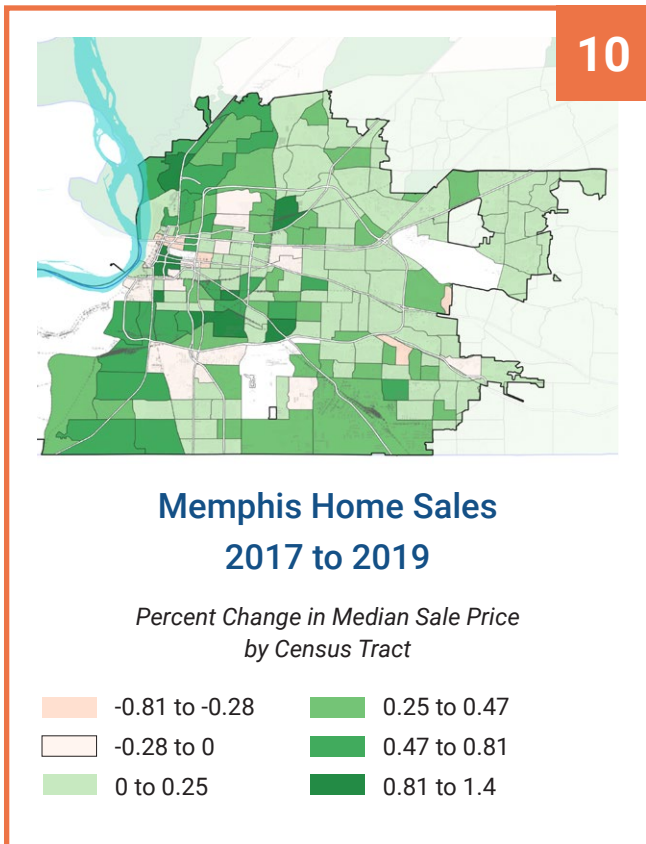 10
Memphis Home Sales
2017 to 2019
Percent Change in Median Sale Price
by Census Tract
-0.81 to -0.28
-0.28 to 0
0 to 0.25
0.25 to 0.47
0.47 to 0.81
0.81 to 1.4